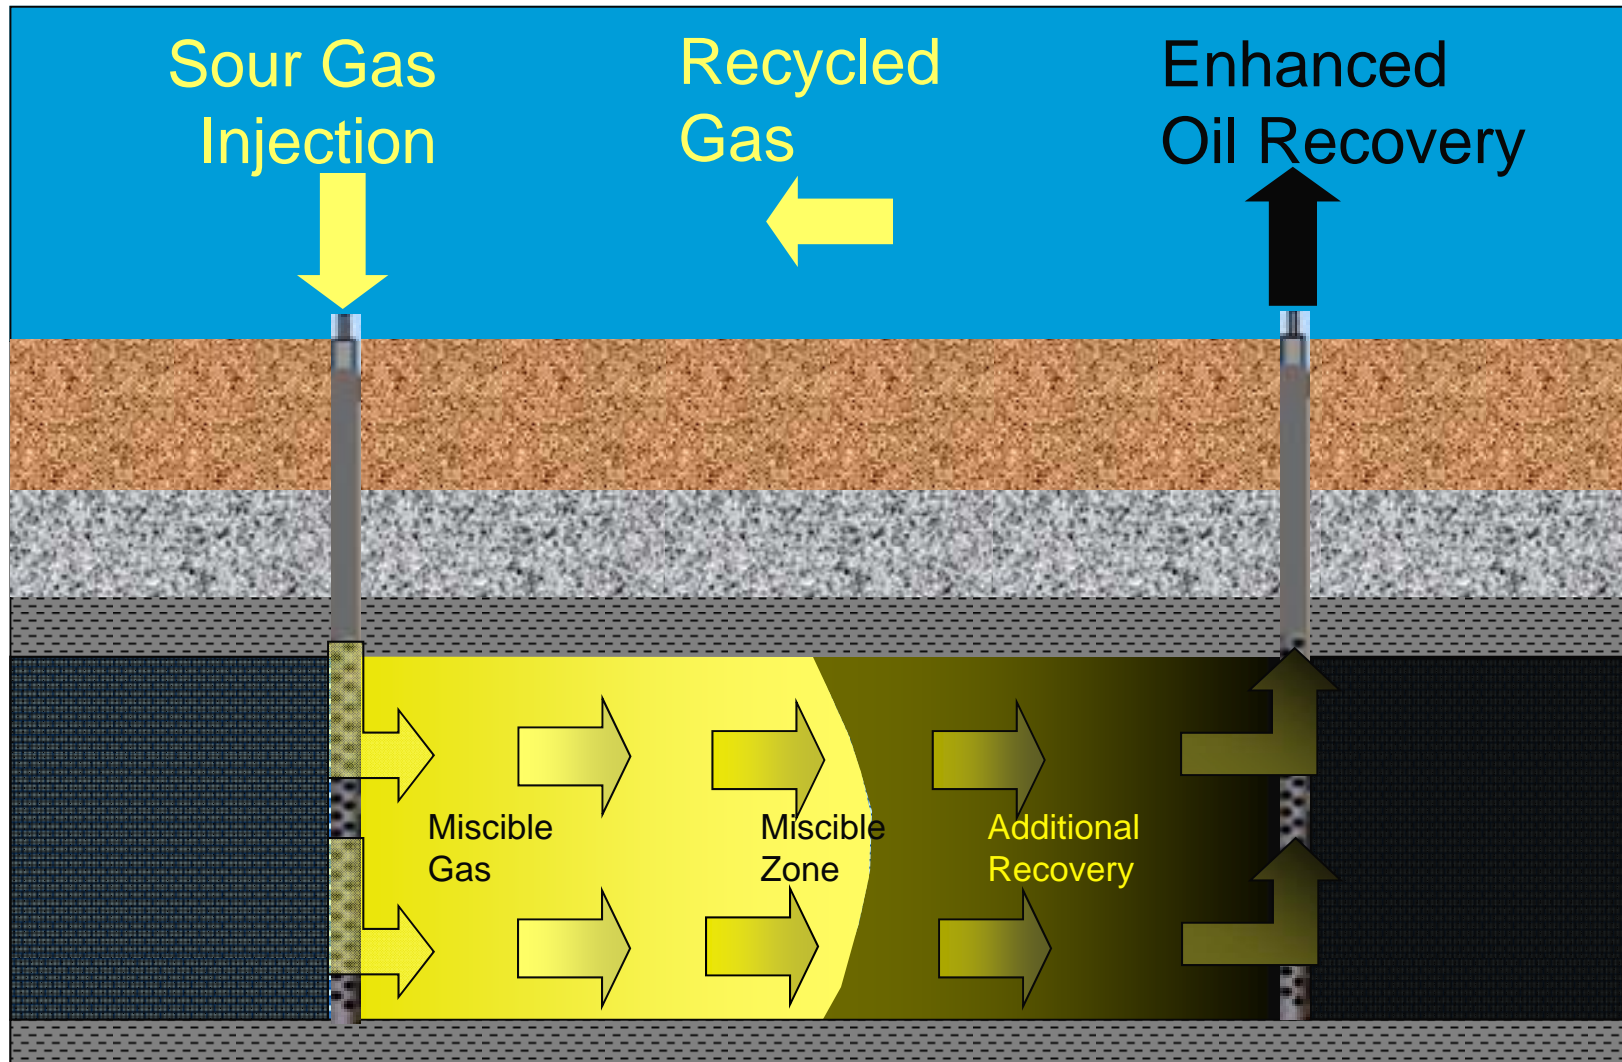 Sour Gas
Injection
Recycled
Gas
Enhanced
Oil Recovery
Miscible
Gas
Miscible
Zone
Additional
Recovery